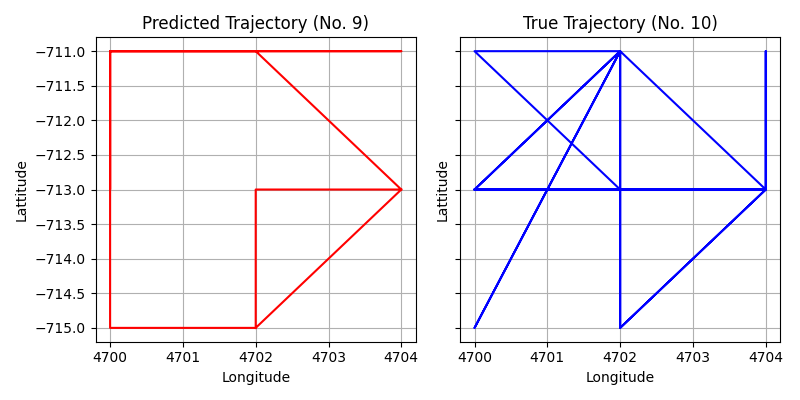 Predicted Trajectory (No. 9)
True Trajectory (No. 10)
−711.0
−711.5
−712.0
−712.5
−713.0
−713.5
−714.0
−714.5
−715.0
Lattitude
Lattitude
4700 4701 4702 4703 4704
4700 4701 4702 4703 4704
Longitude
Longitude